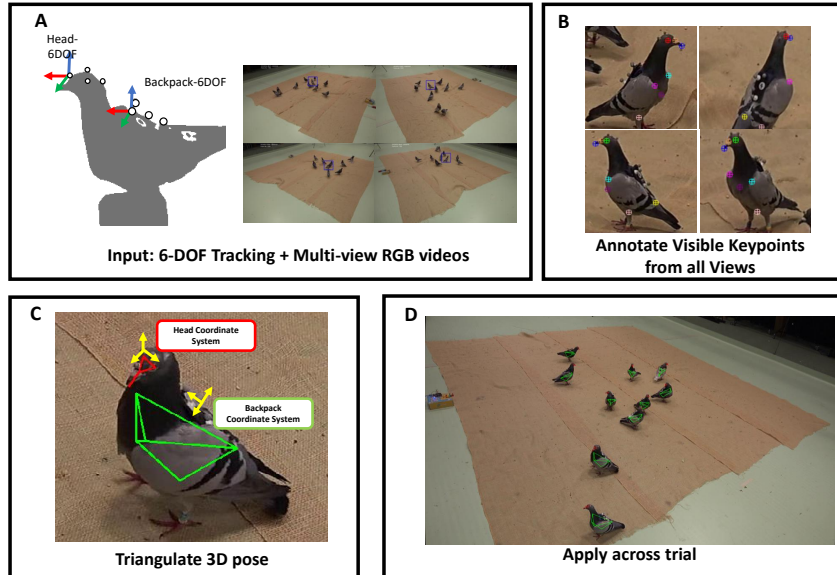 A
Head-
6DOF
Backpack-6DOF
Input: 6-DOF Tracking + Multi-view RGB videos
B
Annotate Visible Keypoints
from all Views
C
Head Coordinate
System
Backpack
Coordinate System
Triangulate 3D pose
D
Apply across trial